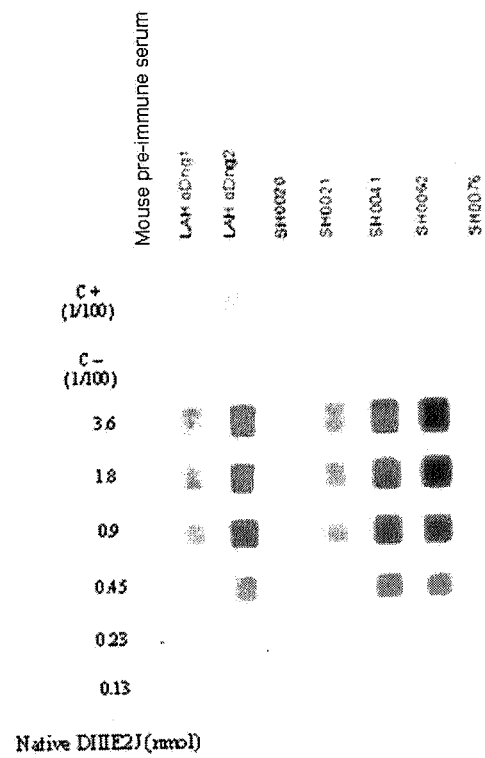 Mouse pre-immune serum
LAH αDng1
LAH αDng2
SH0020
SH0021
SH0041
SH0062
SH0076
C+
(1/100)
C–
(1/100)
3.6
1.8
0.9
0.45
0.23
0.13
Native DIIIE2J (nmol)